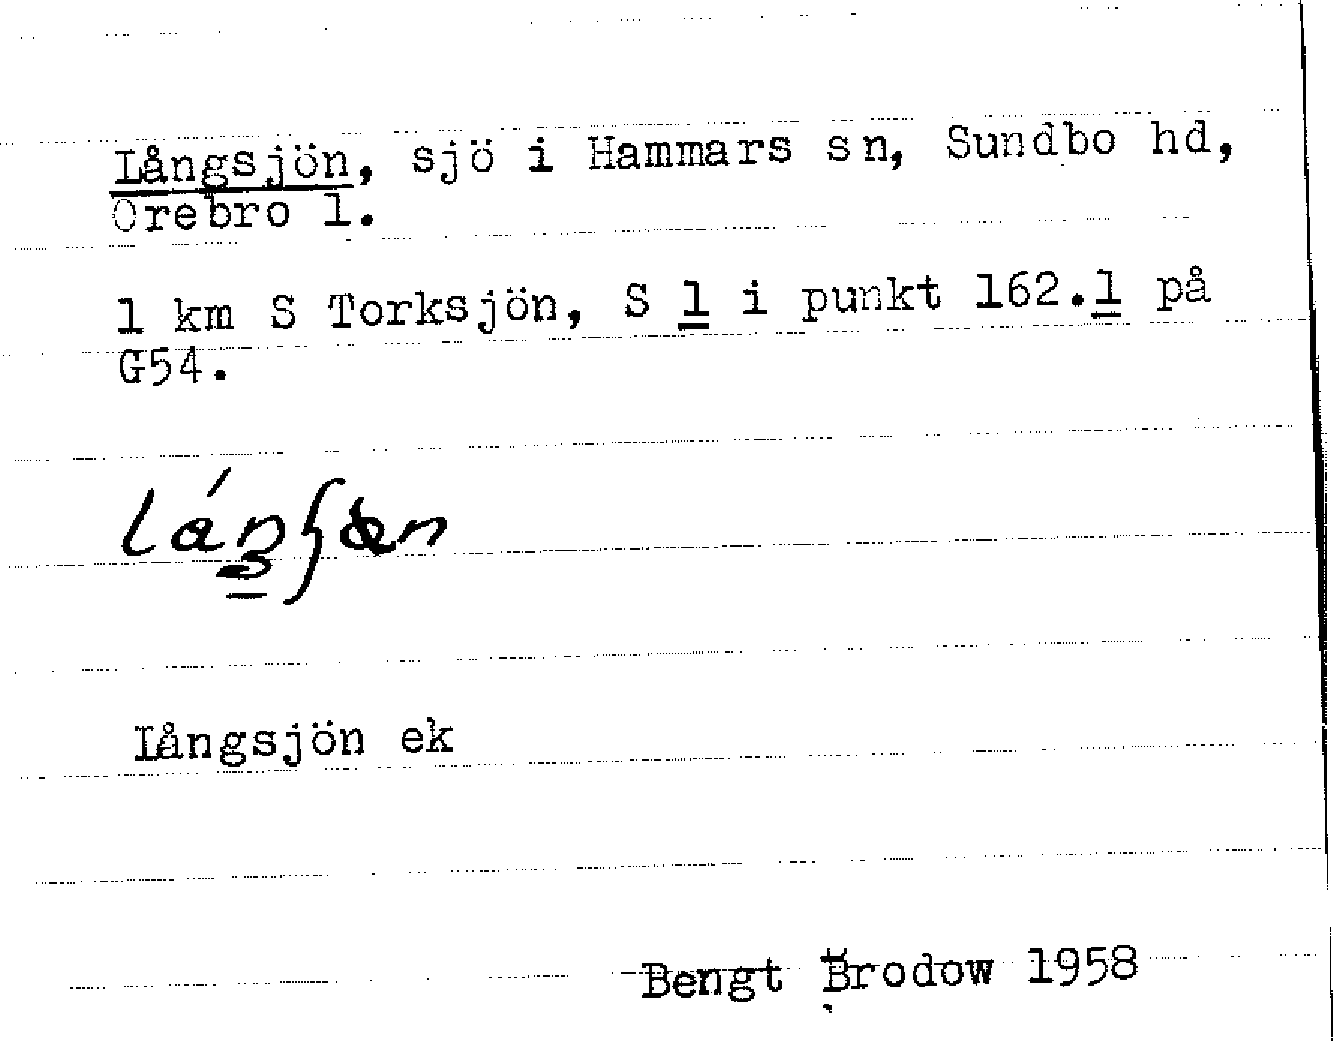 Långsjön, sjö i Hammars sn, Sundbo hd,
Örebro l.
1 km S Torksjön, S 1 i punkt 162.1 på
G54.
Långsjön ek
Bengt Brodow 1958